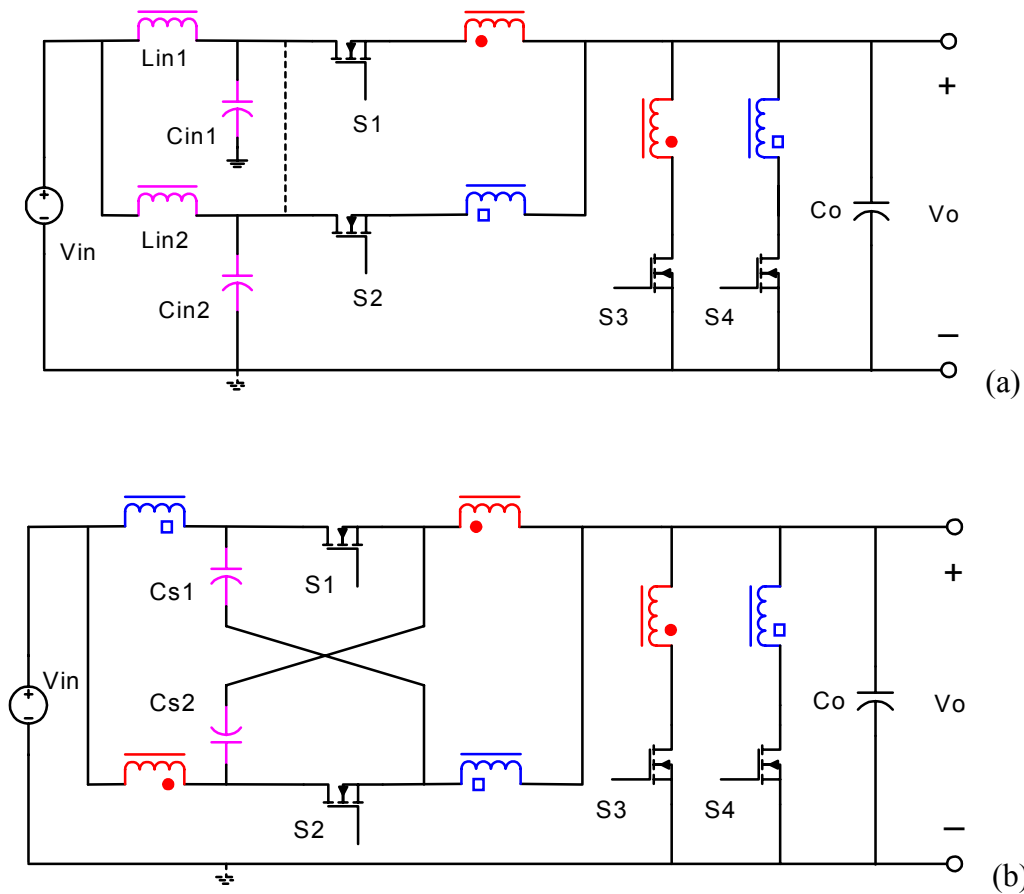 Lin1
S1
Cin1
+
Vin
Lin2
S2
Cin2
S3
S4
Co
Vo
−
(a)
Cs1
S1
+
Vin
Cs2
Co
Vo
S2
S3
S4
−
(b)